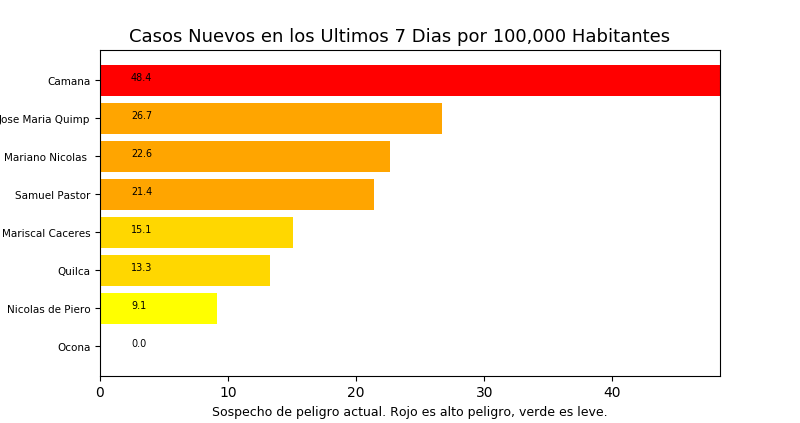 Casos Nuevos en los Ultimos 7 Dias por 100,000 Habitantes
Camana 48.4
Jose Maria Quimp 26.7
Mariano Nicolas 22.6
Samuel Pastor 21.4
Mariscal Caceres 15.1
Quilca 13.3
Nicolas de Piero 9.1
Ocona 0.0
0 10 20 30 40
Sospecho de peligro actual. Rojo es alto peligro, verde es leve.